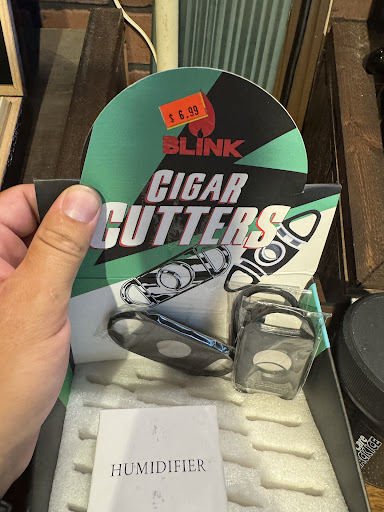 $ 6.99
BLINK
CIGAR
CUTTERS
HUMIDIFIER